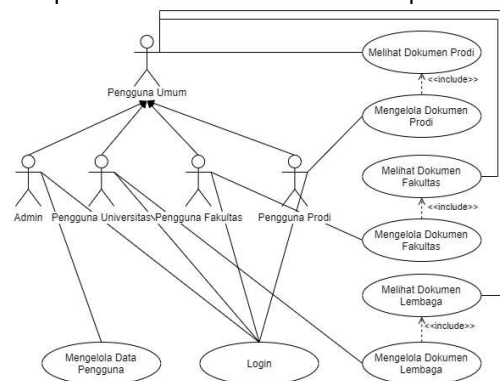 Melihat Dokumen Prodi
<<include>>
Pengguna Umum
Mengelola Dokumen
Prodi
Melihat Dokumen
Fakultas
<<include>>
Admin
Pengguna Universitas
Pengguna Fakultas
Pengguna Prodi
Mengelola Dokumen
Fakultas
Melihat Dokumen
Lembaga
<<include>>
Mengelola Data
Pengguna
Login
Mengelola Dokumen
Lembaga